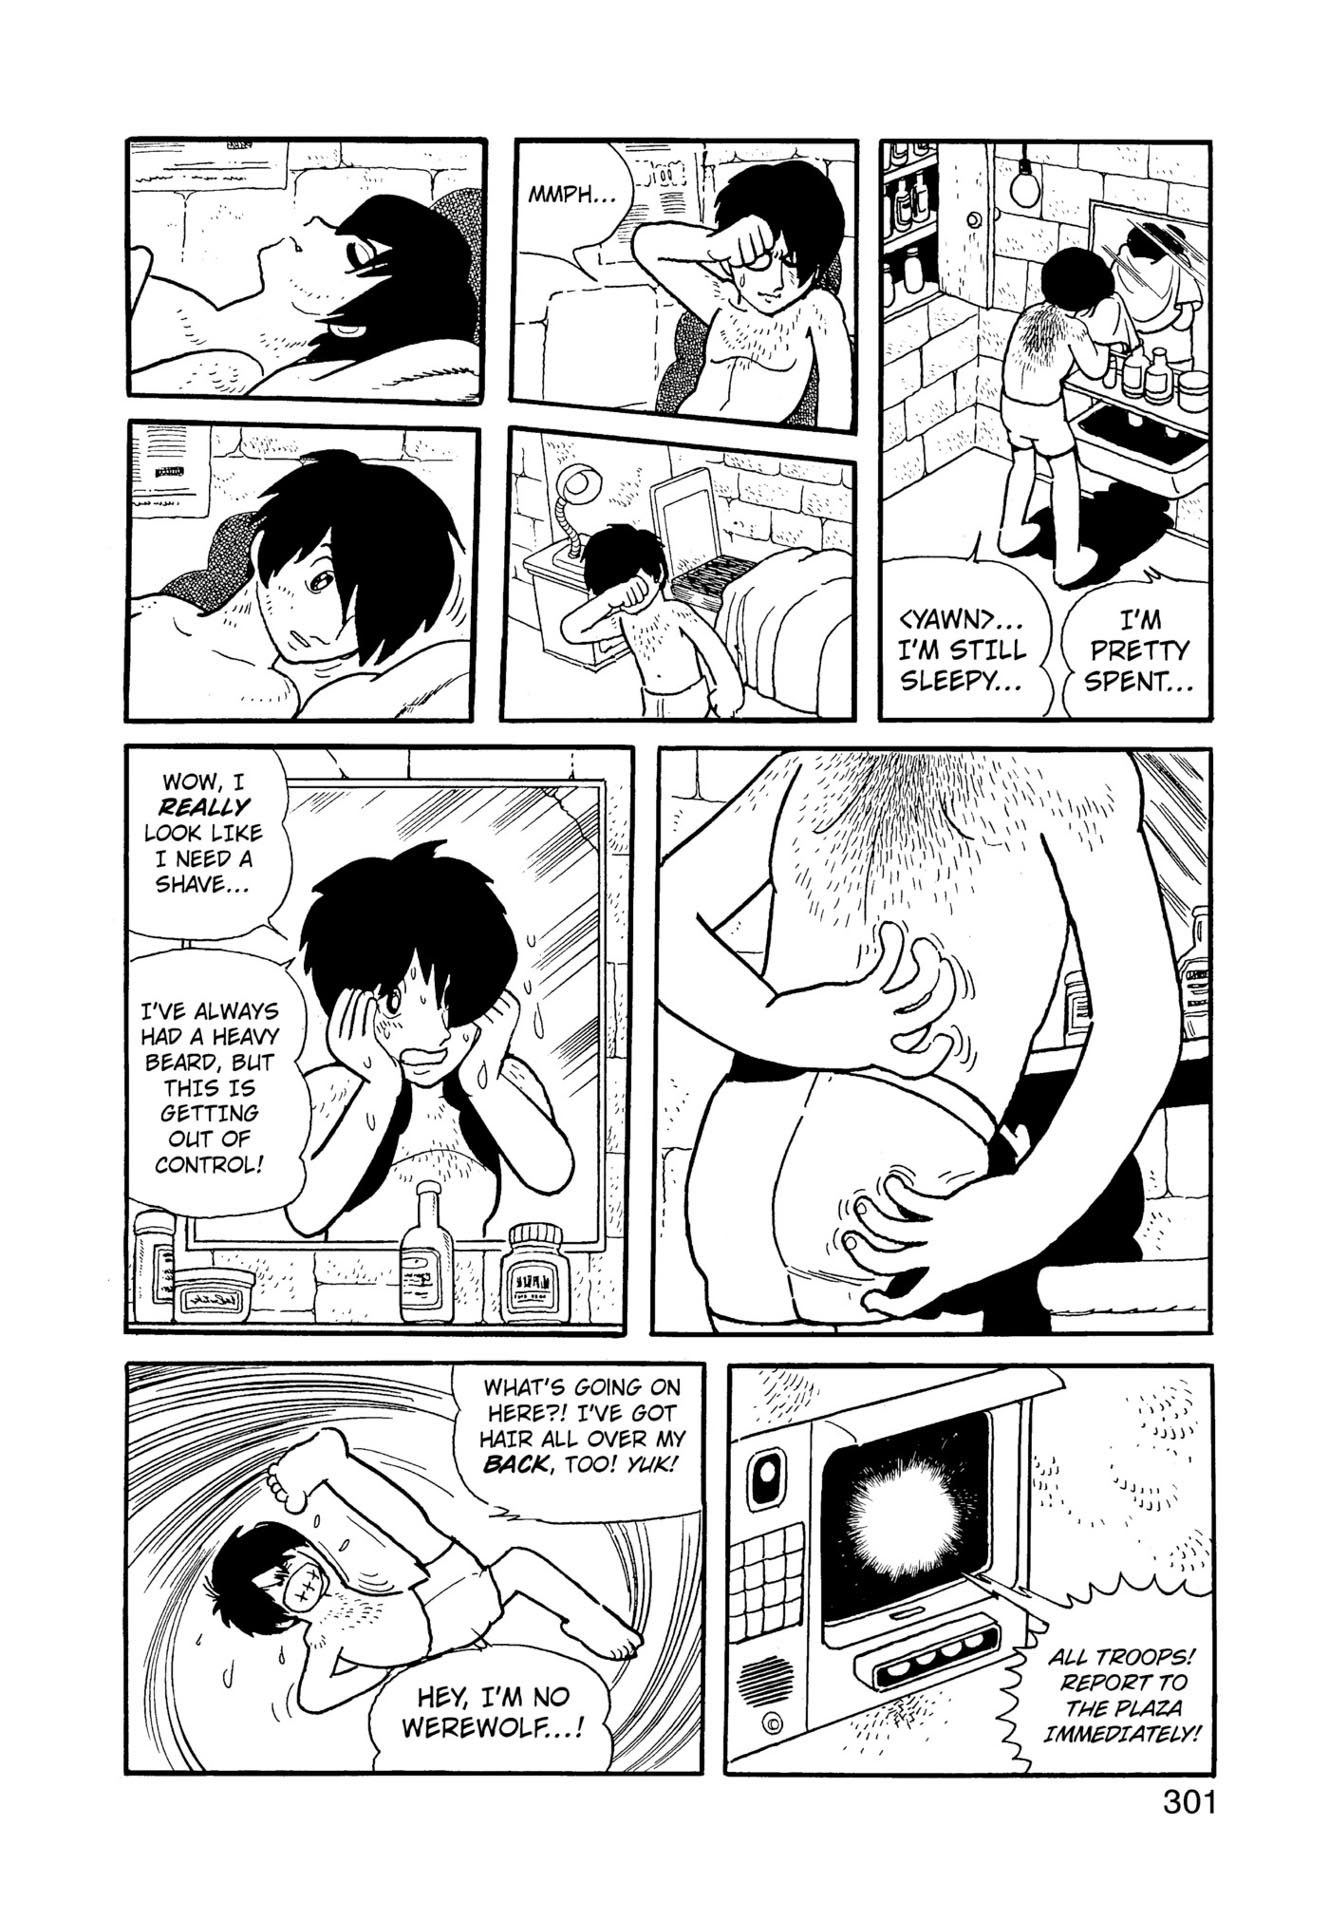 MMPH...
<YAWN>...
I'M STILL
SLEEPY...
I'M
PRETTY
SPENT...
WOW, I
REALLY
LOOK LIKE
I NEED A
SHAVE...
I'VE ALWAYS
HAD A HEAVY
BEARD, BUT
THIS IS
GETTING
OUT OF
CONTROL!
WHAT'S GOING ON
HERE?! I'VE GOT
HAIR ALL OVER MY
BACK, TOO! YUK!
HEY, I'M NO
WEREWOLF...!
ALL TROOPS!
REPORT TO
THE PLAZA
IMMEDIATELY!
301